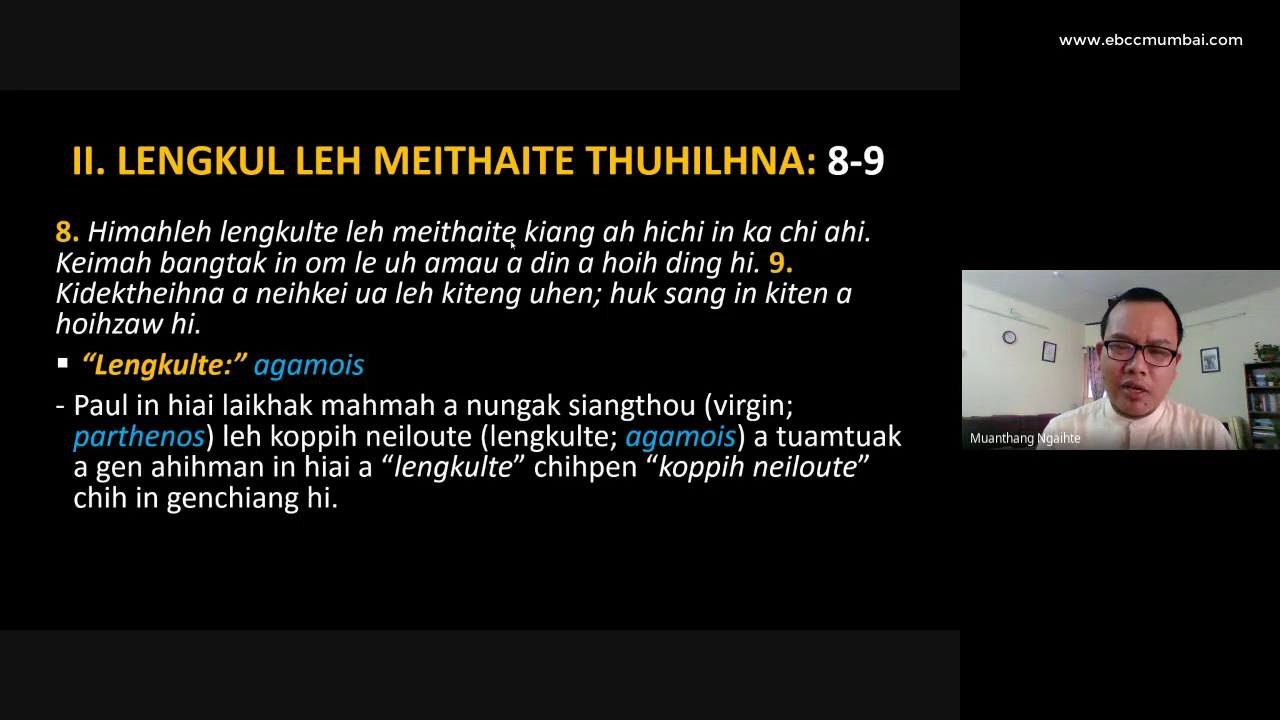 www.ebccmumbai.com
II. LENGKUL LEH MEITHAITE THUHILHNA: 8-9
8. Himahleh lengkulte leh meithaite kiang ah hichi in ka chi ahi.
Keimah bangtak in om le uh amau a din a hoih ding hi. 9.
Kidektheihna a neihkei ua leh kiteng uhen; huk sang in kiten a
hoihzaw hi.
▪ “Lengkulte:” agamois
- Paul in hiai laikhak mahmah a nungak siangthou (virgin;
parthenos) leh koppih neiloute (lengkulte; agamois) a tuamtuak
a gen ahihman in hiai a “lengkulte” chihpen “koppih neiloute”
chih in genchiang hi.
Muanthang Ngaihte